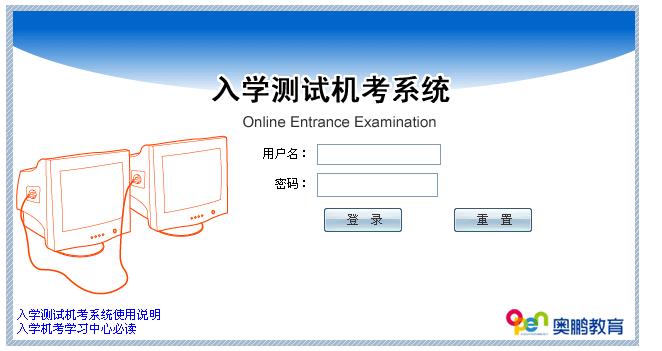 入学测试机考系统
Online Entrance Examination
用户名：
密码：
登 录 重 置
入学测试机考系统使用说明
入学机考学习中心必读
open 奥鹏教育